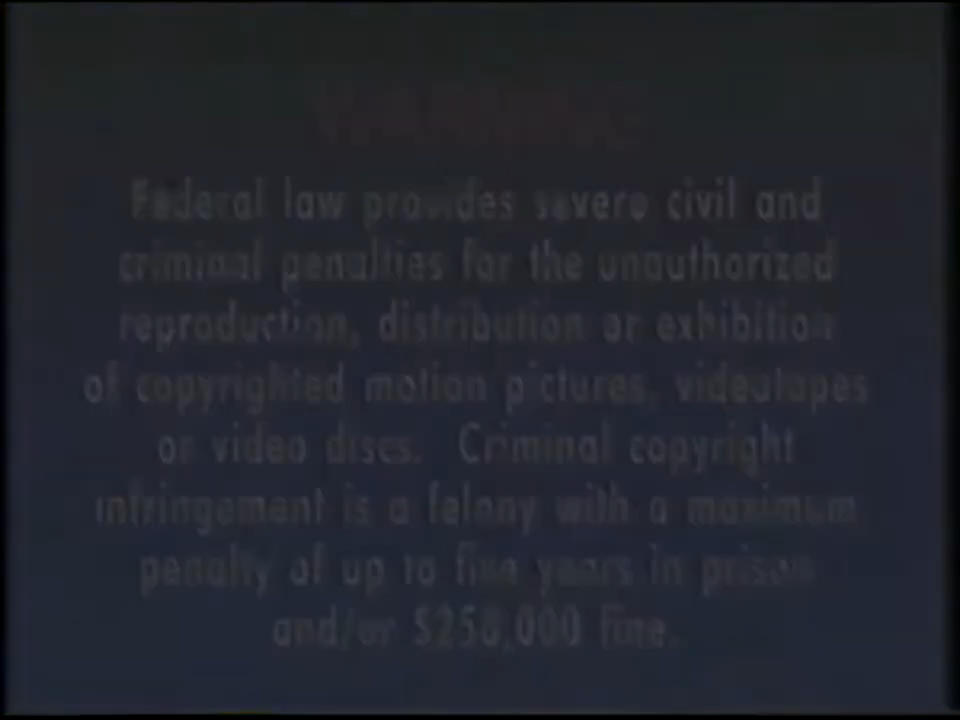 WARNING
Federal law provides severe civil and
criminal penalties for the unauthorized
reproduction, distribution or exhibition
of copyrighted motion pictures, videotapes
or video discs. Criminal copyright
infringement is a felony with a maximum
penalty of up to five years in prison
and/or $250,000 fine.